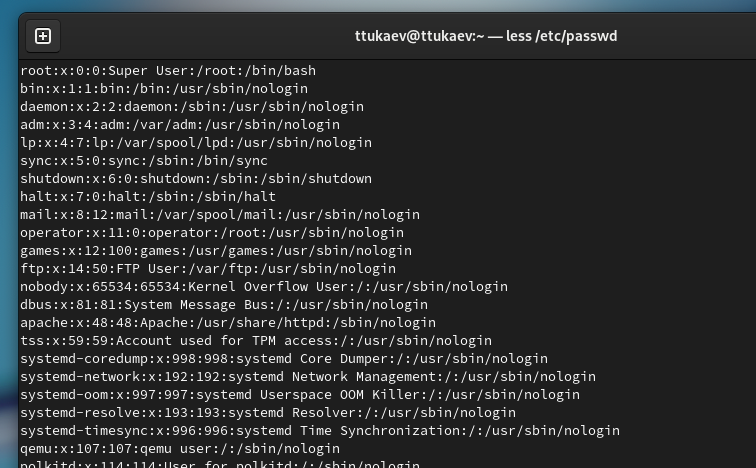 ttukaev@ttukaev:~ — less /etc/passwd
root:x:0:0:Super User:/root:/bin/bash
bin:x:1:1:bin:/bin:/usr/sbin/nologin
daemon:x:2:2:daemon:/sbin:/usr/sbin/nologin
adm:x:3:4:adm:/var/adm:/usr/sbin/nologin
lp:x:4:7:lp:/var/spool/lpd:/usr/sbin/nologin
sync:x:5:0:sync:/sbin:/bin/sync
shutdown:x:6:0:shutdown:/sbin:/sbin/shutdown
halt:x:7:0:halt:/sbin:/sbin/halt
mail:x:8:12:mail:/var/spool/mail:/usr/sbin/nologin
operator:x:11:0:operator:/root:/usr/sbin/nologin
games:x:12:100:games:/usr/games:/usr/sbin/nologin
ftp:x:14:50:FTP User:/var/ftp:/usr/sbin/nologin
nobody:x:65534:65534:Kernel Overflow User:/:/usr/sbin/nologin
dbus:x:81:81:System Message Bus:/:/usr/sbin/nologin
apache:x:48:48:Apache:/usr/share/httpd:/sbin/nologin
tss:x:59:59:Account used for TPM access:/:/usr/sbin/nologin
systemd-coredump:x:998:998:systemd Core Dumper:/:/usr/sbin/nologin
systemd-network:x:192:192:systemd Network Management:/:/usr/sbin/nologin
systemd-oom:x:997:997:systemd Userspace OOM Killer:/:/usr/sbin/nologin
systemd-resolve:x:193:193:systemd Resolver:/:/usr/sbin/nologin
systemd-timesync:x:996:996:systemd Time Synchronization:/:/usr/sbin/nologin
qemu:x:107:107:qemu user:/:/sbin/nologin
polkitd:x:114:114:User for polkitd:/:/sbin/nologin